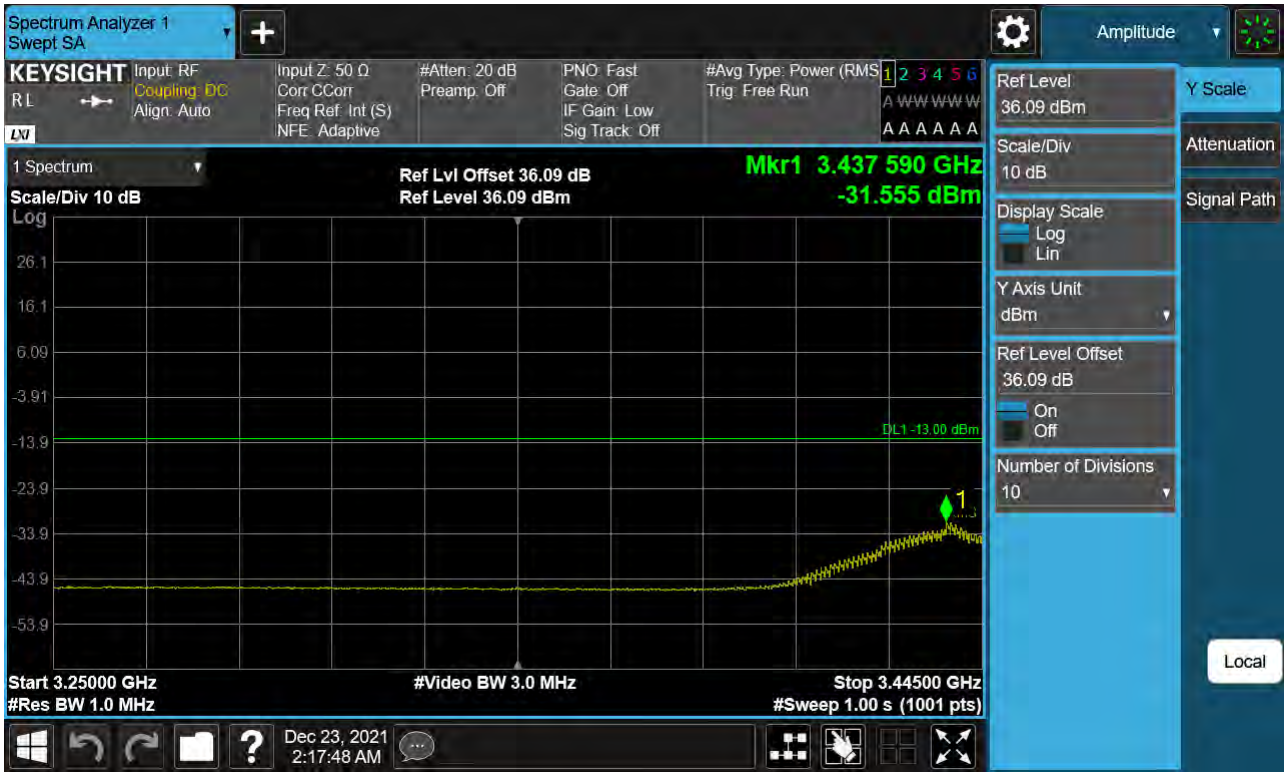 Spectrum Analyzer 1
Swept SA
+
Amplitude
KEYSIGHT
RL
LXI
Input: RF
Coupling: DC
Align: Auto
Input Z: 50 Ω
Corr CCorr
Freq Ref: Int (S)
NFE: Adaptive
#Atten: 20 dB
Preamp: Off
PNO: Fast
Gate: Off
IF Gain: Low
Sig Track: Off
#Avg Type: Power (RMS
Trig: Free Run
1 2 3 4 5 6
A W W W W W
A A A A A A
1 Spectrum
Scale/Div 10 dB
Log
Ref Lvl Offset 36.09 dB
Ref Level 36.09 dBm
Mkr1 3.437 590 GHz
-31.555 dBm
26.1
16.1
6.09
-3.91
-13.9
-23.9
-33.9
-43.9
-53.9
DL1 -13.00 dBm
1
Start 3.25000 GHz
#Res BW 1.0 MHz
#Video BW 3.0 MHz
Stop 3.44500 GHz
#Sweep 1.00 s (1001 pts)
Ref Level
36.09 dBm
Scale/Div
10 dB
Display Scale
Log
Lin
Y Axis Unit
dBm
Ref Level Offset
36.09 dB
On
Off
Number of Divisions
10
Y Scale
Attenuation
Signal Path
Local
?
Dec 23, 2021
2:17:48 AM